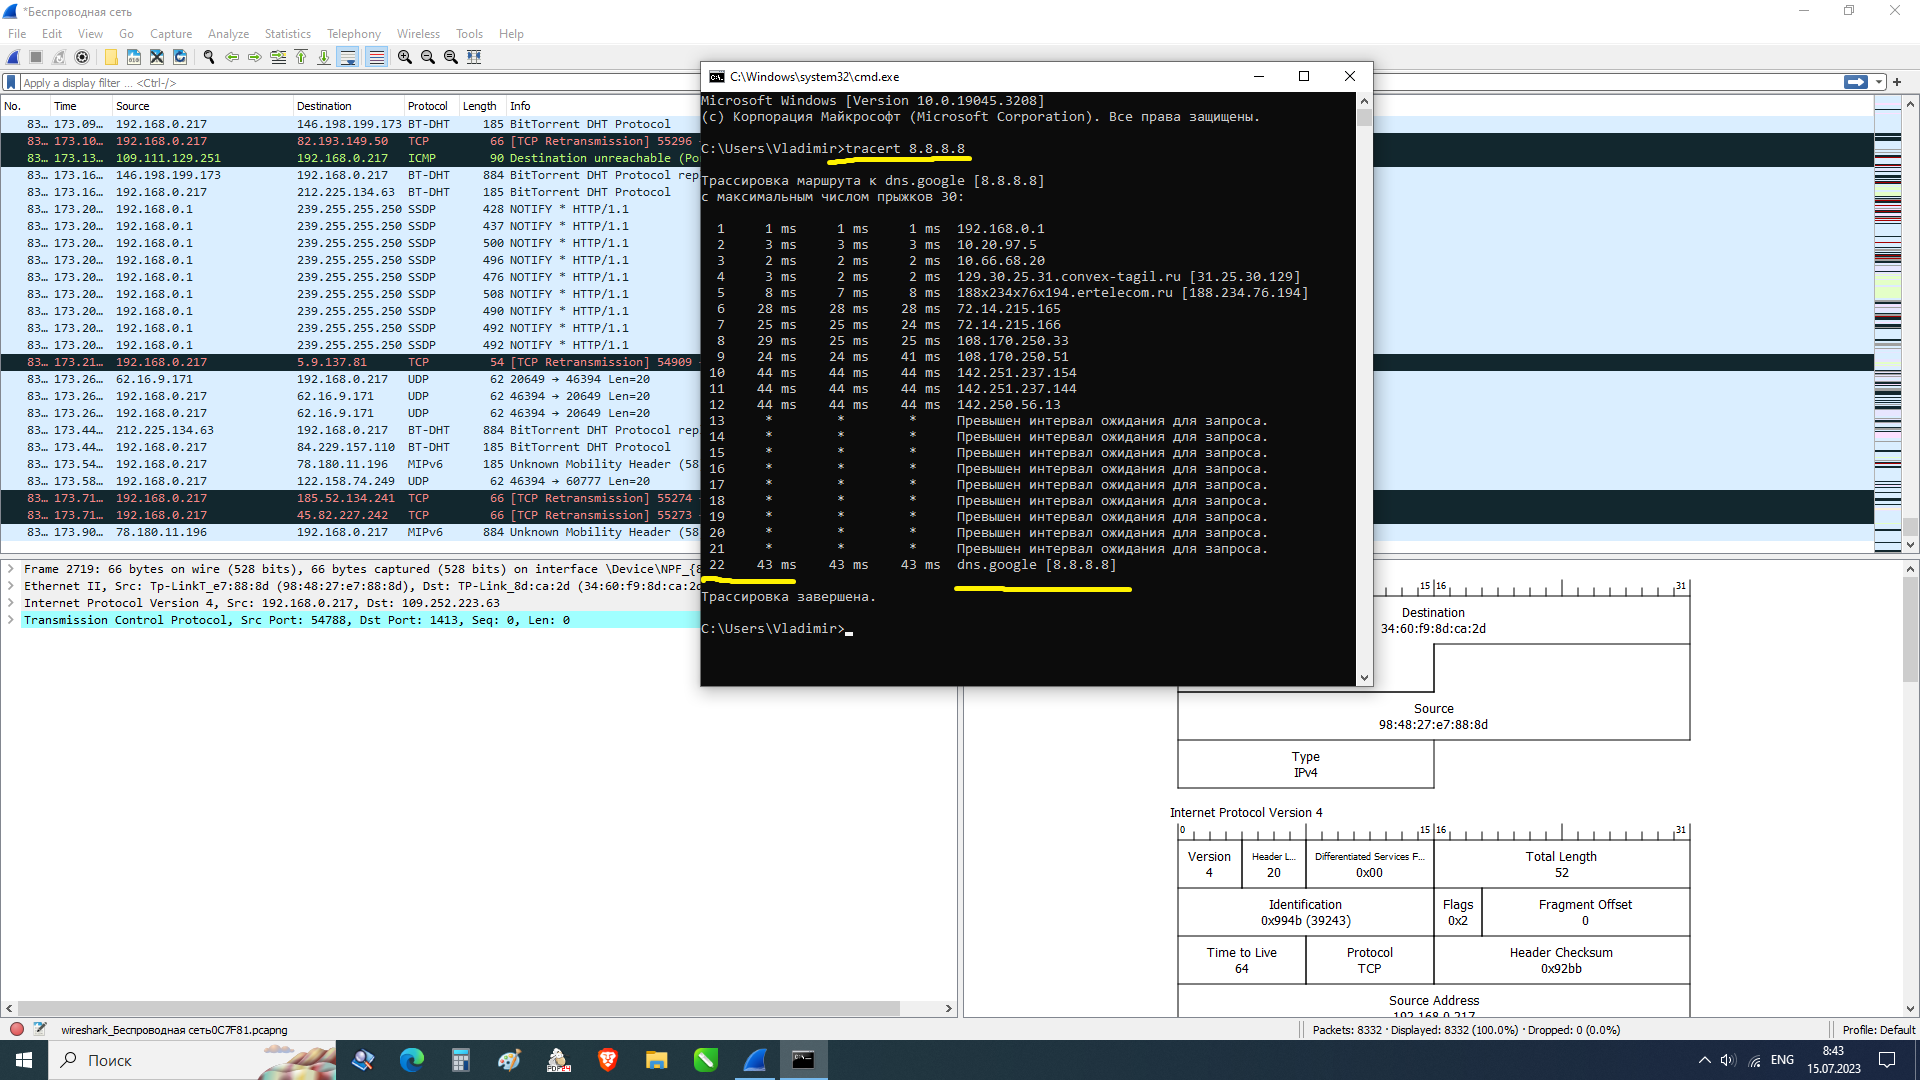 *Беспроводная сеть
File Edit View Go Capture Analyze Statistics Telephony Wireless Tools Help
Apply a display filter ... <Ctrl-/>
No. Time Source Destination Protocol Length Info
83… 173.09… 192.168.0.217 146.198.199.173 BT-DHT 185 BitTorrent DHT Protocol
83… 173.10… 192.168.0.217 82.193.149.50 TCP 66 [TCP Retransmission] 55296
83… 173.13… 109.111.129.251 192.168.0.217 ICMP 90 Destination unreachable (Po
83… 173.16… 146.198.199.173 192.168.0.217 BT-DHT 884 BitTorrent DHT Protocol rep
83… 173.16… 192.168.0.217 212.225.134.63 BT-DHT 185 BitTorrent DHT Protocol
83… 173.20… 192.168.0.1 239.255.255.250 SSDP 428 NOTIFY * HTTP/1.1
83… 173.20… 192.168.0.1 239.255.255.250 SSDP 437 NOTIFY * HTTP/1.1
83… 173.20… 192.168.0.1 239.255.255.250 SSDP 500 NOTIFY * HTTP/1.1
83… 173.20… 192.168.0.1 239.255.255.250 SSDP 496 NOTIFY * HTTP/1.1
83… 173.20… 192.168.0.1 239.255.255.250 SSDP 476 NOTIFY * HTTP/1.1
83… 173.20… 192.168.0.1 239.255.255.250 SSDP 508 NOTIFY * HTTP/1.1
83… 173.20… 192.168.0.1 239.255.255.250 SSDP 490 NOTIFY * HTTP/1.1
83… 173.20… 192.168.0.1 239.255.255.250 SSDP 492 NOTIFY * HTTP/1.1
83… 173.20… 192.168.0.1 239.255.255.250 SSDP 492 NOTIFY * HTTP/1.1
83… 173.21… 192.168.0.217 5.9.137.81 TCP 54 [TCP Retransmission] 54909
83… 173.26… 62.16.9.171 192.168.0.217 UDP 62 20649 → 46394 Len=20
83… 173.26… 192.168.0.217 62.16.9.171 UDP 62 46394 → 20649 Len=20
83… 173.26… 192.168.0.217 62.16.9.171 UDP 62 46394 → 20649 Len=20
83… 173.44… 212.225.134.63 192.168.0.217 BT-DHT 884 BitTorrent DHT Protocol rep
83… 173.44… 192.168.0.217 84.229.157.110 BT-DHT 185 BitTorrent DHT Protocol
83… 173.54… 192.168.0.217 78.180.11.196 MIPv6 185 Unknown Mobility Header (58
83… 173.58… 192.168.0.217 122.158.74.249 UDP 62 46394 → 60777 Len=20
83… 173.71… 192.168.0.217 185.52.134.241 TCP 66 [TCP Retransmission] 55274
83… 173.71… 192.168.0.217 45.82.227.242 TCP 66 [TCP Retransmission] 55273
83… 173.90… 78.180.11.196 192.168.0.217 MIPv6 884 Unknown Mobility Header (58
C:\Windows\system32\cmd.exe
Microsoft Windows [Version 10.0.19045.3208]
(c) Корпорация Майкрософт (Microsoft Corporation). Все права защищены.
C:\Users\Vladimir>tracert 8.8.8.8
Трассировка маршрута к dns.google [8.8.8.8]
с максимальным числом прыжков 30:
1 1 ms 1 ms 1 ms 192.168.0.1
2 3 ms 3 ms 3 ms 10.20.97.5
3 2 ms 2 ms 2 ms 10.66.68.20
4 3 ms 2 ms 2 ms 129.30.25.31.convex-tagil.ru [31.25.30.129]
5 8 ms 7 ms 8 ms 188x234x76x194.ertelecom.ru [188.234.76.194]
6 28 ms 28 ms 28 ms 72.14.215.165
7 25 ms 25 ms 24 ms 72.14.215.166
8 29 ms 25 ms 25 ms 108.170.250.33
9 24 ms 24 ms 41 ms 108.170.250.51
10 44 ms 44 ms 44 ms 142.251.237.154
11 44 ms 44 ms 44 ms 142.251.237.144
12 44 ms 44 ms 44 ms 142.250.56.13
13 * * * Превышен интервал ожидания для запроса.
14 * * * Превышен интервал ожидания для запроса.
15 * * * Превышен интервал ожидания для запроса.
16 * * * Превышен интервал ожидания для запроса.
17 * * * Превышен интервал ожидания для запроса.
18 * * * Превышен интервал ожидания для запроса.
19 * * * Превышен интервал ожидания для запроса.
20 * * * Превышен интервал ожидания для запроса.
21 * * * Превышен интервал ожидания для запроса.
22 43 ms 43 ms 43 ms dns.google [8.8.8.8]
Трассировка завершена.
C:\Users\Vladimir>
Frame 2719: 66 bytes on wire (528 bits), 66 bytes captured (528 bits) on interface \Device\NPF_{8
Ethernet II, Src: Tp-LinkT_e7:88:8d (98:48:27:e7:88:8d), Dst: TP-Link_8d:ca:2d (34:60:f9:8d:ca:2d
Internet Protocol Version 4, Src: 192.168.0.217, Dst: 109.252.223.63
Transmission Control Protocol, Src Port: 54788, Dst Port: 1413, Seq: 0, Len: 0
15 16 31
Destination
34:60:f9:8d:ca:2d
Source
98:48:27:e7:88:8d
Type
IPv4
Internet Protocol Version 4
0 15 16 31
Version Header L... Differentiated Services F... Total Length
4 20 0x00 52
Identification Flags Fragment Offset
0x994b (39243) 0x2 0
Time to Live Protocol Header Checksum
64 TCP 0x92bb
Source Address
192.168.0.217
wireshark_Беспроводная сеть0C7F81.pcapng
Packets: 8332 · Displayed: 8332 (100.0%) · Dropped: 0 (0.0%)
Profile: Default
Поиск
ENG
8:43
15.07.2023